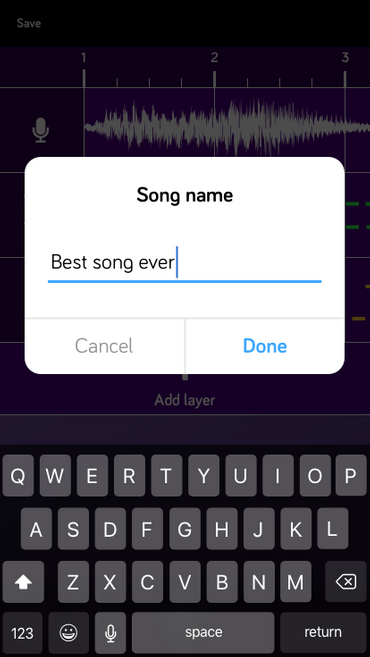 Save
1 2 3
Song name
Best song ever
Cancel Done
Add layer
Q W E R T Y U I O P
A S D F G H J K L
Z X C V B N M
123 space return